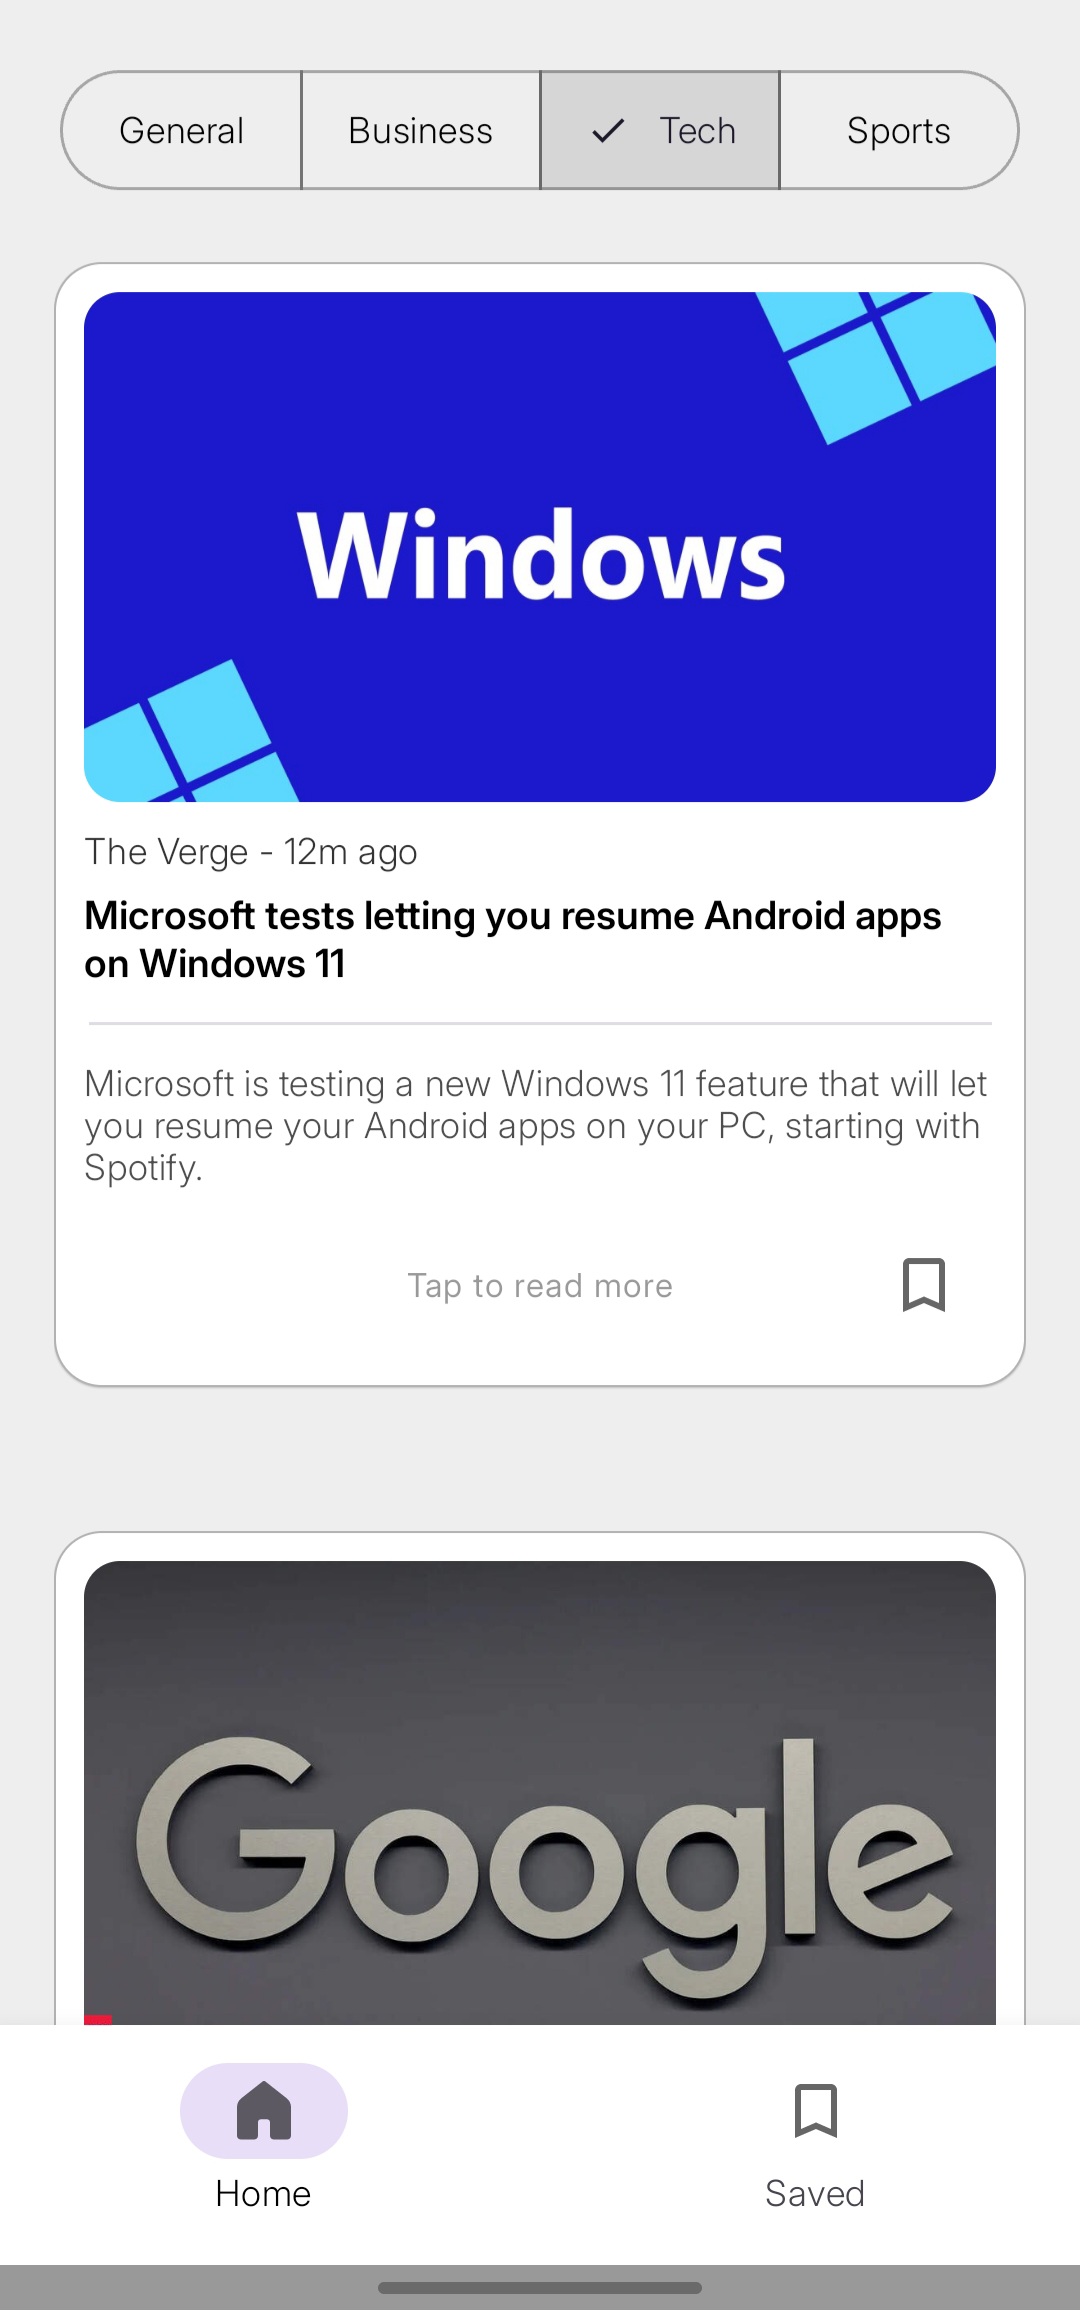 General
Business
Tech
Sports
Windows
The Verge - 12m ago
Microsoft tests letting you resume Android apps
on Windows 11
Microsoft is testing a new Windows 11 feature that will let
you resume your Android apps on your PC, starting with
Spotify.
Tap to read more
Google
Home
Saved